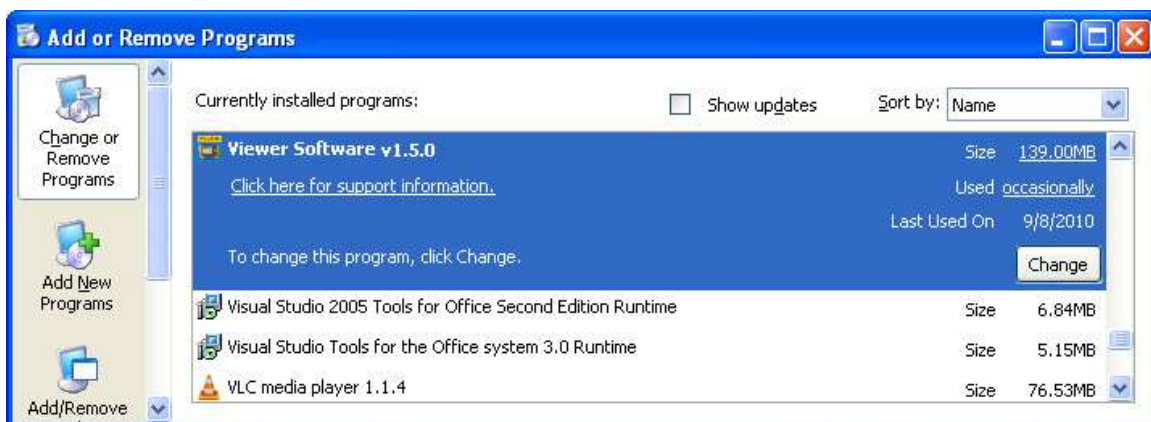 Add or Remove Programs
Change or
Remove
Programs
Add New
Programs
Add/Remove
Currently installed programs:
Show updates
Sort by: Name
Viewer Software v1.5.0 Size 139.00MB
Click here for support information. Used occasionally
Last Used On 9/8/2010
To change this program, click Change. Change
Visual Studio 2005 Tools for Office Second Edition Runtime Size 6.84MB
Visual Studio Tools for the Office system 3.0 Runtime Size 5.15MB
VLC media player 1.1.4 Size 76.53MB